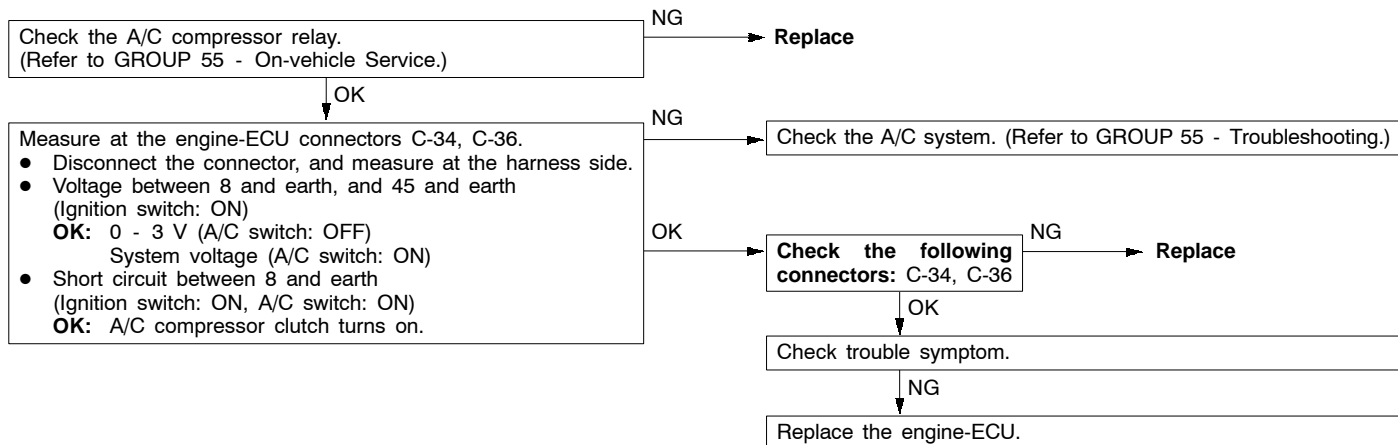 Check the A/C compressor relay.
(Refer to GROUP 55 - On-vehicle Service.)
NG
Replace
OK
Measure at the engine-ECU connectors C-34, C-36.
● Disconnect the connector, and measure at the harness side.
● Voltage between 8 and earth, and 45 and earth
(Ignition switch: ON)
OK: 0 - 3 V (A/C switch: OFF)
System voltage (A/C switch: ON)
● Short circuit between 8 and earth
(Ignition switch: ON, A/C switch: ON)
OK: A/C compressor clutch turns on.
NG
Check the A/C system. (Refer to GROUP 55 - Troubleshooting.)
OK
Check the following
connectors: C-34, C-36
NG
Replace
OK
Check trouble symptom.
NG
Replace the engine-ECU.